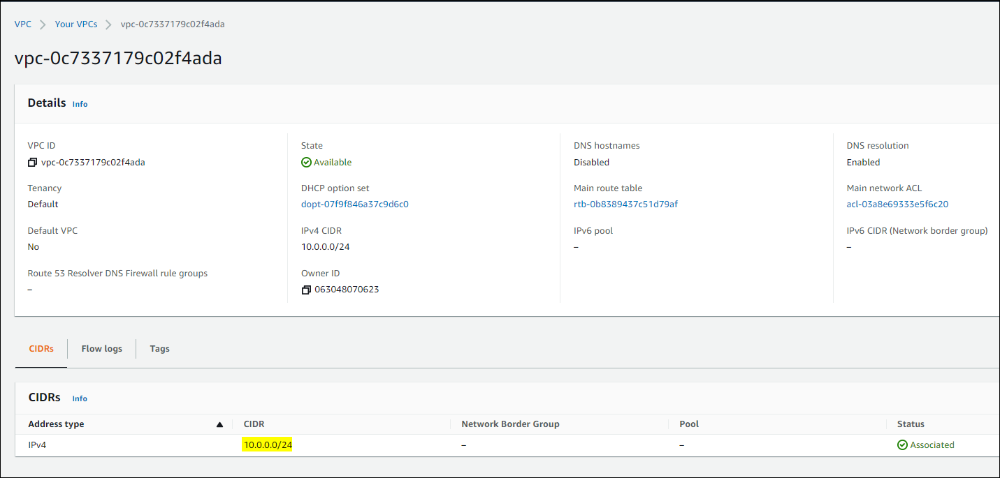 VPC > Your VPCs > vpc-0c7337179c02f4ada
vpc-0c7337179c02f4ada
Details Info
VPC ID State DNS hostnames DNS resolution
vpc-0c7337179c02f4ada Available Disabled Enabled
Tenancy DHCP option set Main route table Main network ACL
Default dopt-07f9f846a37c9d6c0 rtb-0b8389437c51d79af acl-03a8e69333e5f6c20
Default VPC IPv4 CIDR IPv6 pool IPv6 CIDR (Network border group)
No 10.0.0.0/24 – –
Route 53 Resolver DNS Firewall rule groups Owner ID
– 063048070623
CIDRs Flow logs Tags
CIDRs Info
Address type CIDR Network Border Group Pool Status
IPv4 10.0.0.0/24 – – Associated